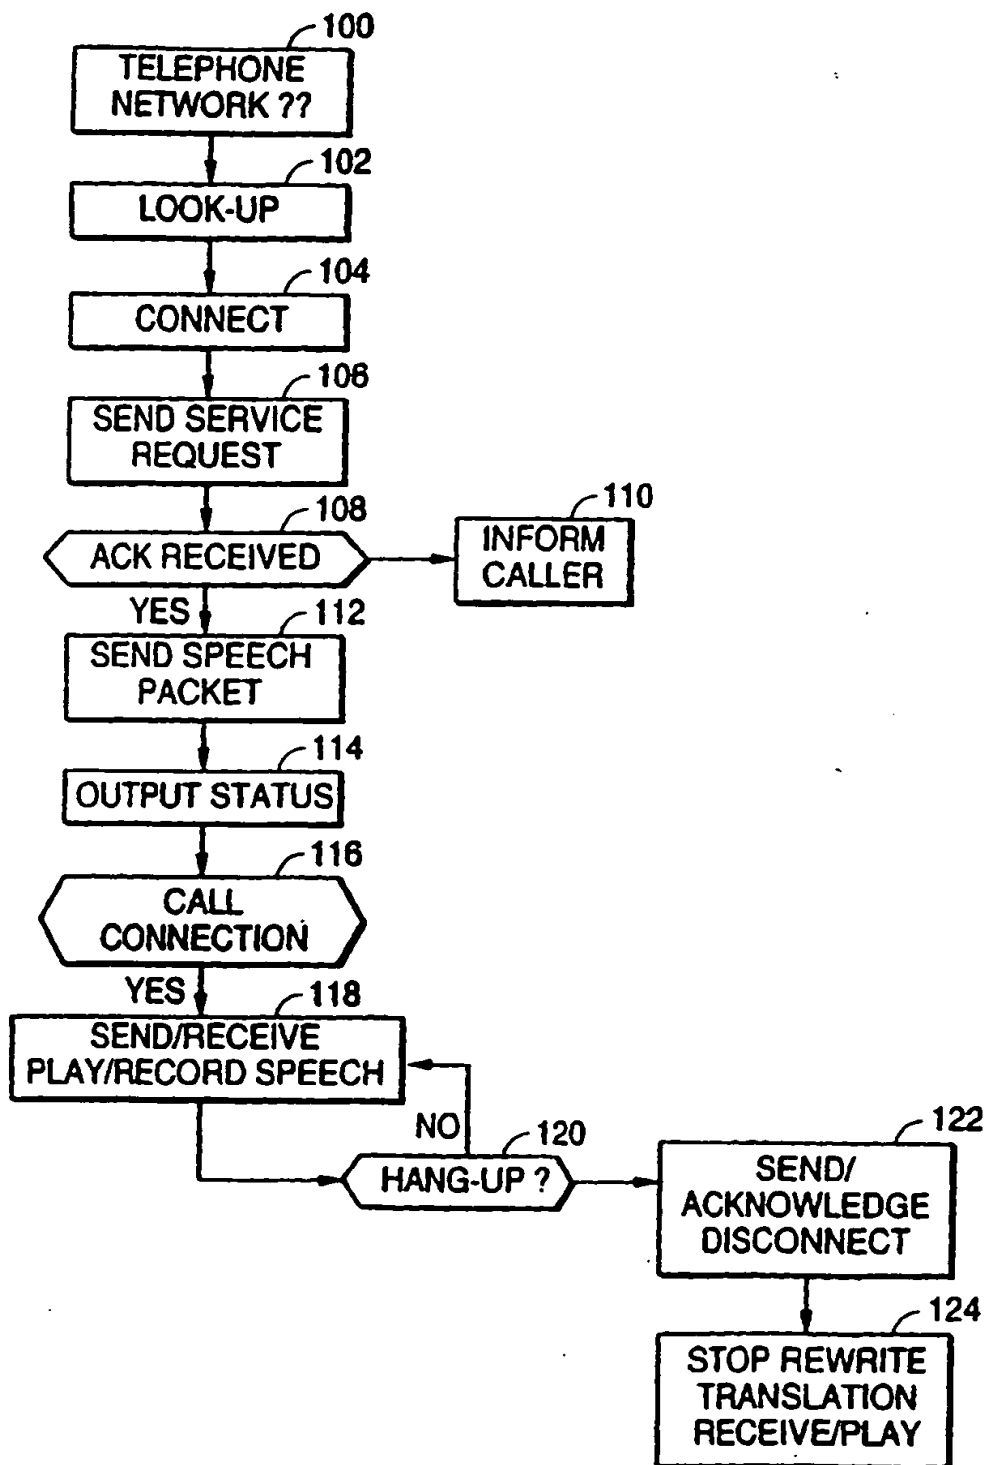 100
TELEPHONE
NETWORK ??
102
LOOK-UP
104
CONNECT
106
SEND SERVICE
REQUEST
108
ACK RECEIVED
110
INFORM
CALLER
YES
112
SEND SPEECH
PACKET
114
OUTPUT STATUS
116
CALL
CONNECTION
YES
118
SEND/RECEIVE
PLAY/RECORD SPEECH
NO
120
HANG-UP ?
122
SEND/
ACKNOWLEDGE
DISCONNECT
124
STOP REWRITE
TRANSLATION
RECEIVE/PLAY